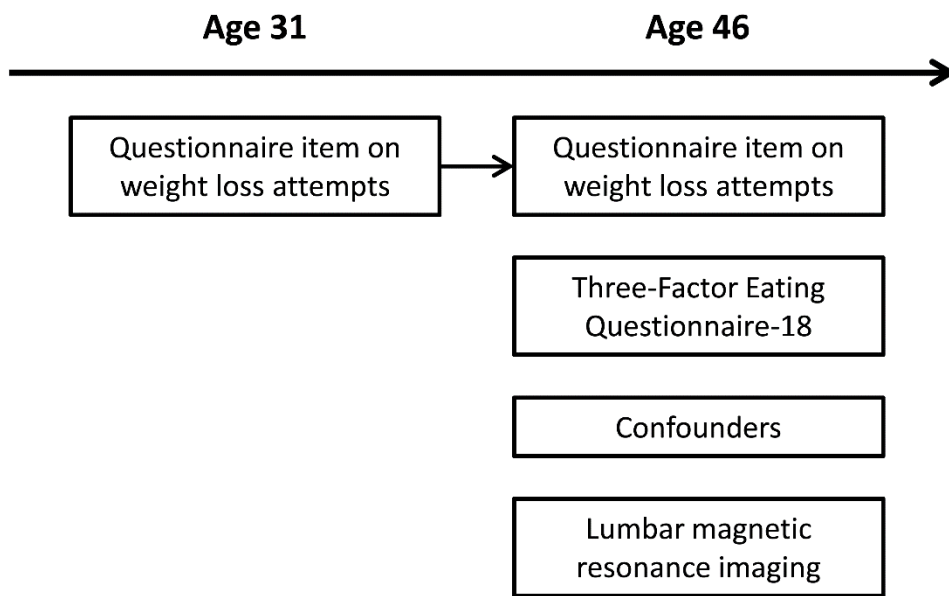 Age 31
Age 46
Questionnaire item on
weight loss attempts
Questionnaire item on
weight loss attempts
Three-Factor Eating
Questionnaire-18
Confounders
Lumbar magnetic
resonance imaging